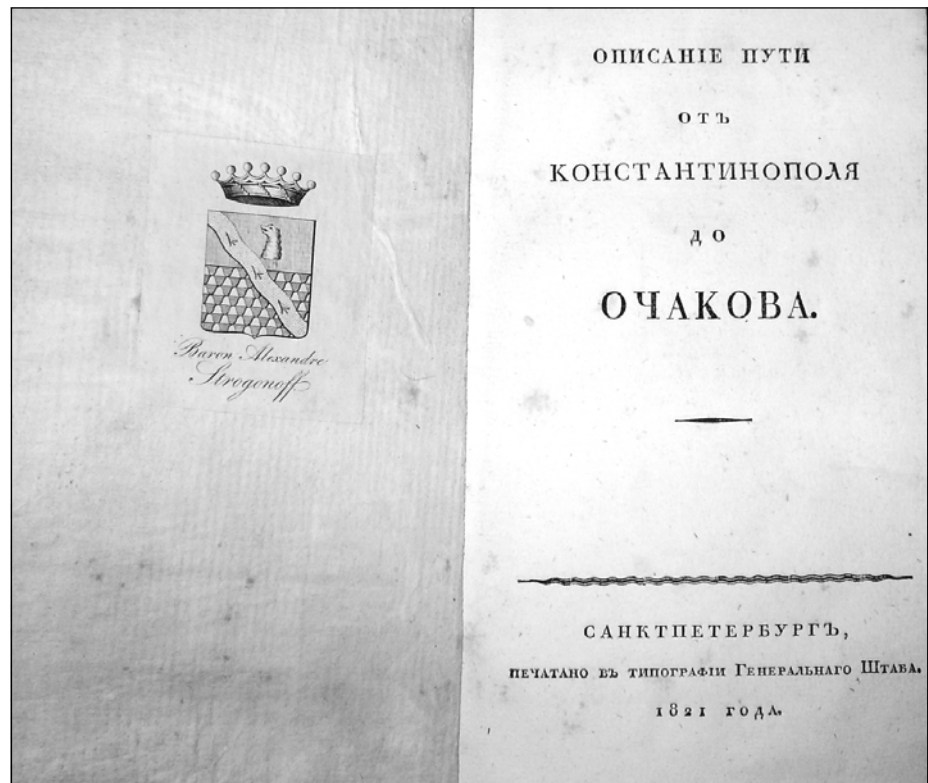 Baron Alexandre
Strogonoff
ОПИСАНІЕ ПУТИ
ОТЪ
КОНСТАНТИНОПОЛЯ
ДО
ОЧАКОВА.
САНКТПЕТЕРБУРГЪ,
ПЕЧАТАНО ВЪ ТИПОГРАФІИ ГЕНЕРАЛЬНАГО ШТАБА.
1821 ГОДА.